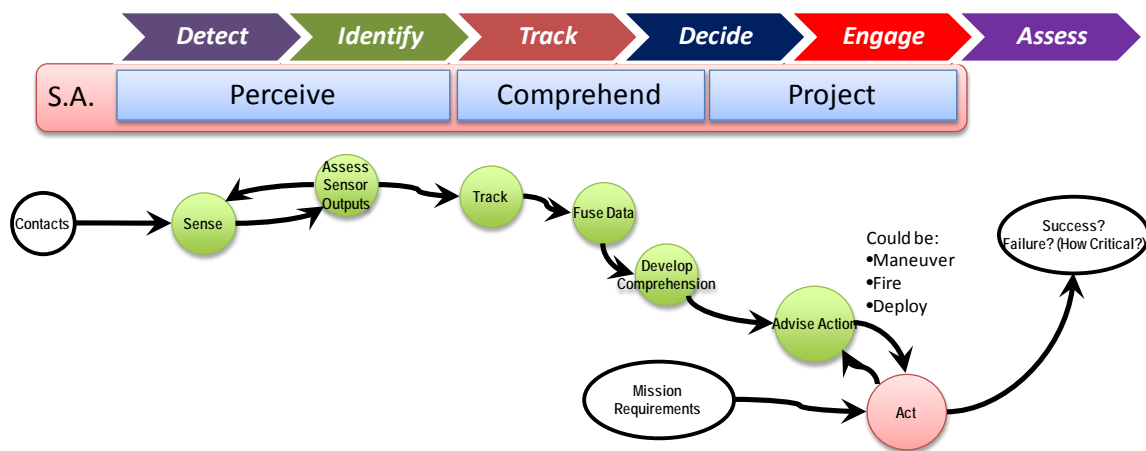 Detect
Identify
Track
Decide
Engage
Assess
S.A.
Perceive
Comprehend
Project
Contacts
Sense
Assess
Sensor
Outputs
Track
Fuse Data
Develop
Comprehension
Advise Action
Could be:
•Maneuver
•Fire
•Deploy
Success?
Failure? (How Critical?)
Mission
Requirements
Act